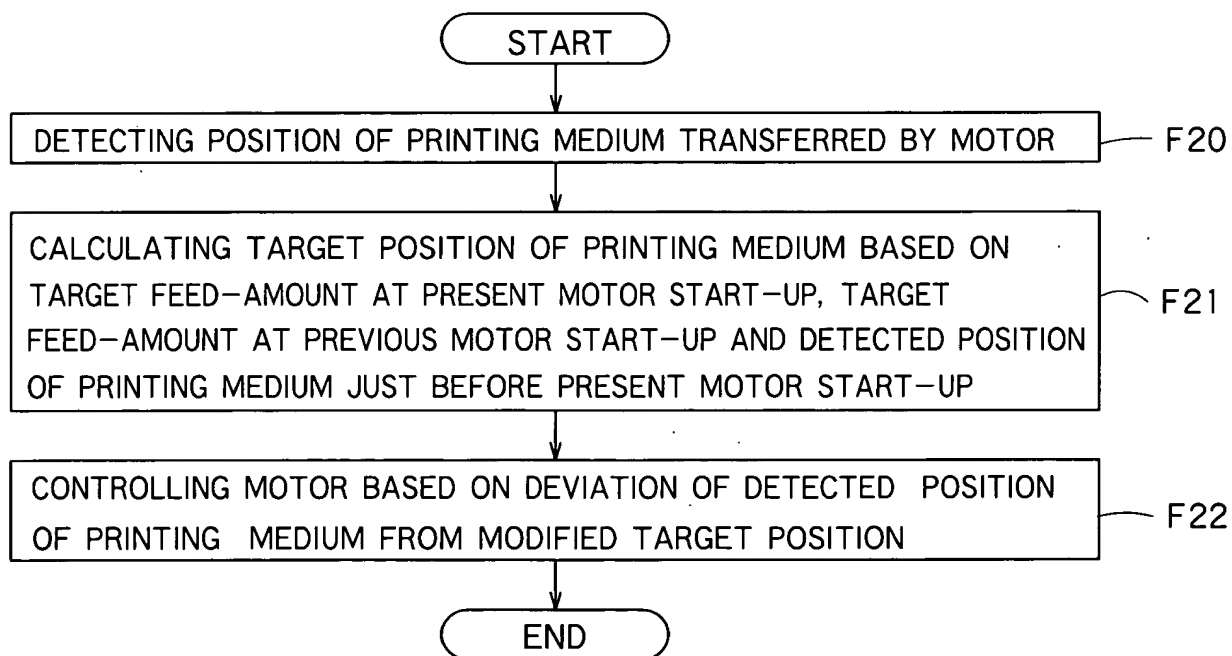 START
DETECTING POSITION OF PRINTING MEDIUM TRANSFERRED BY MOTOR
F20
CALCULATING TARGET POSITION OF PRINTING MEDIUM BASED ON
TARGET FEED-AMOUNT AT PRESENT MOTOR START-UP, TARGET
FEED-AMOUNT AT PREVIOUS MOTOR START-UP AND DETECTED POSITION
OF PRINTING MEDIUM JUST BEFORE PRESENT MOTOR START-UP
F21
CONTROLLING MOTOR BASED ON DEVIATION OF DETECTED POSITION
OF PRINTING MEDIUM FROM MODIFIED TARGET POSITION
F22
END